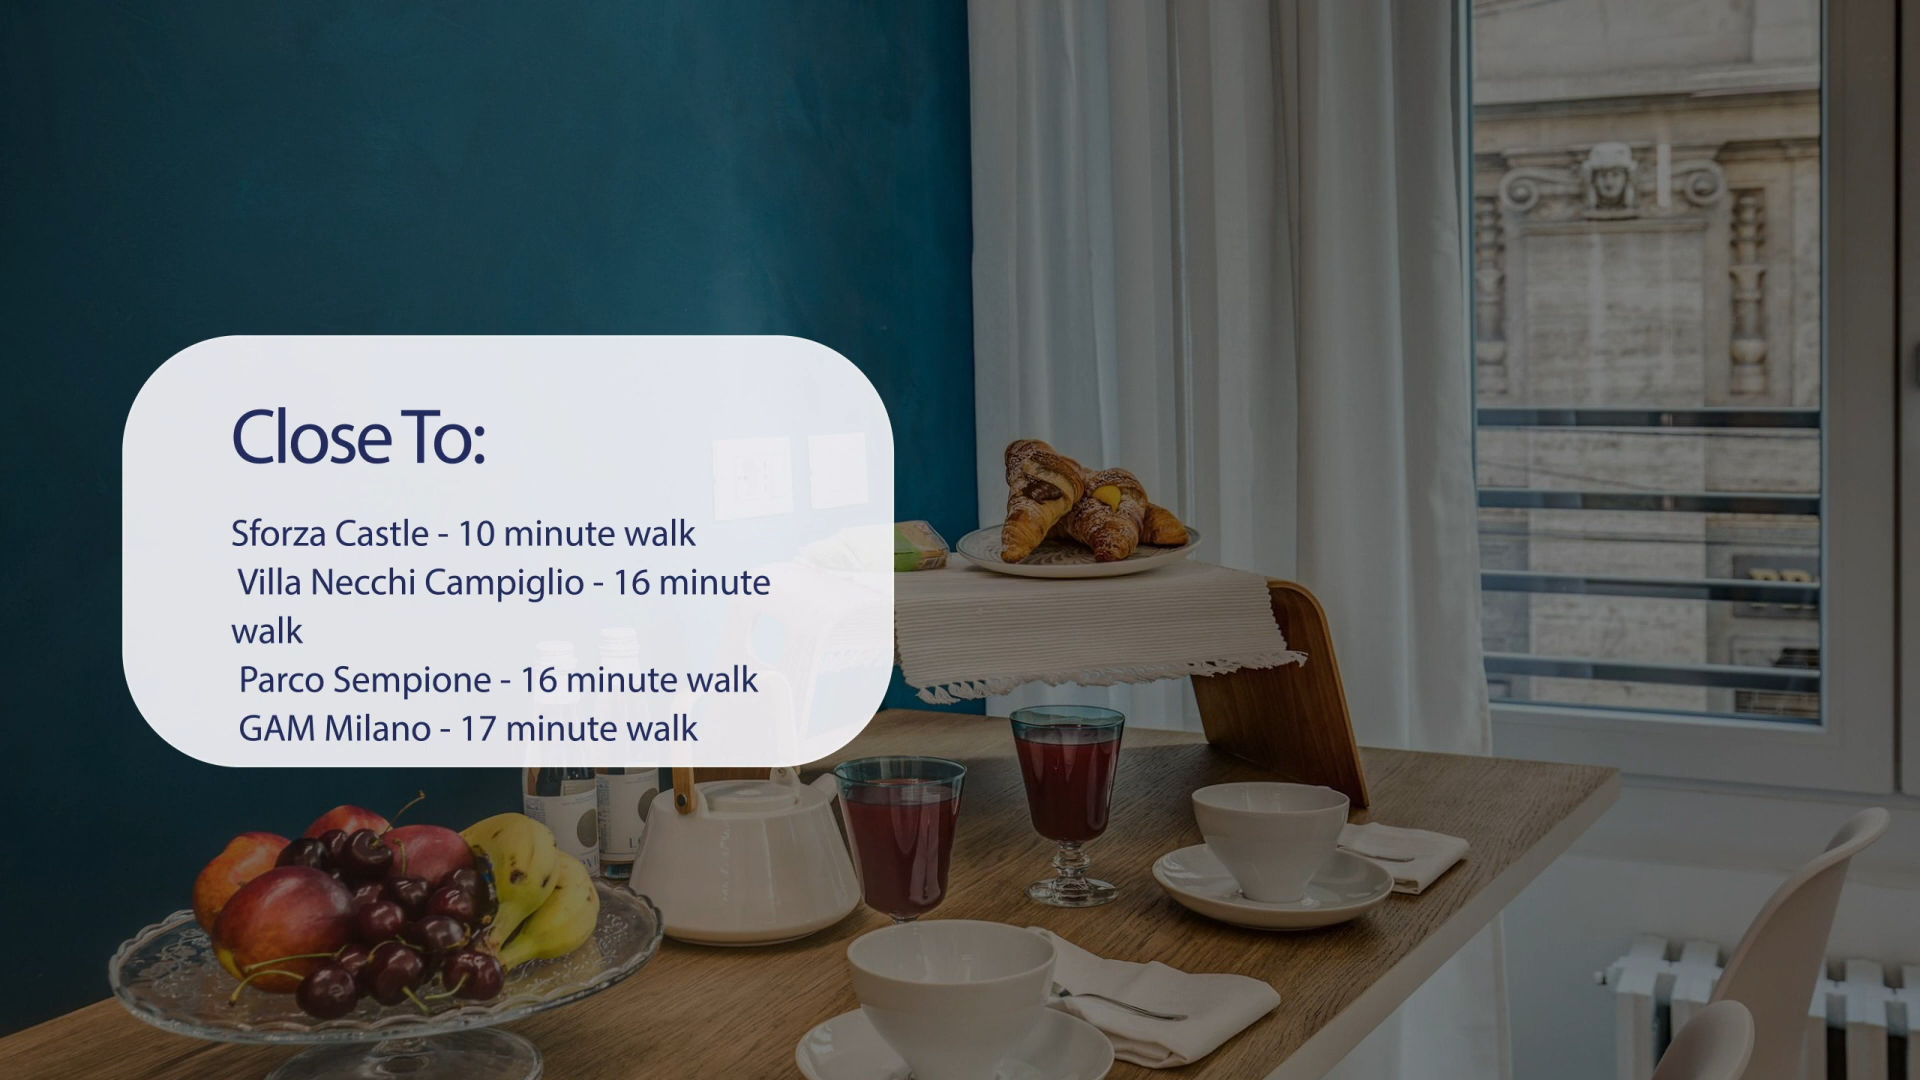 Close To:
Sforza Castle - 10 minute walk
Villa Necchi Campiglio - 16 minute
walk
Parco Sempione - 16 minute walk
GAM Milano - 17 minute walk